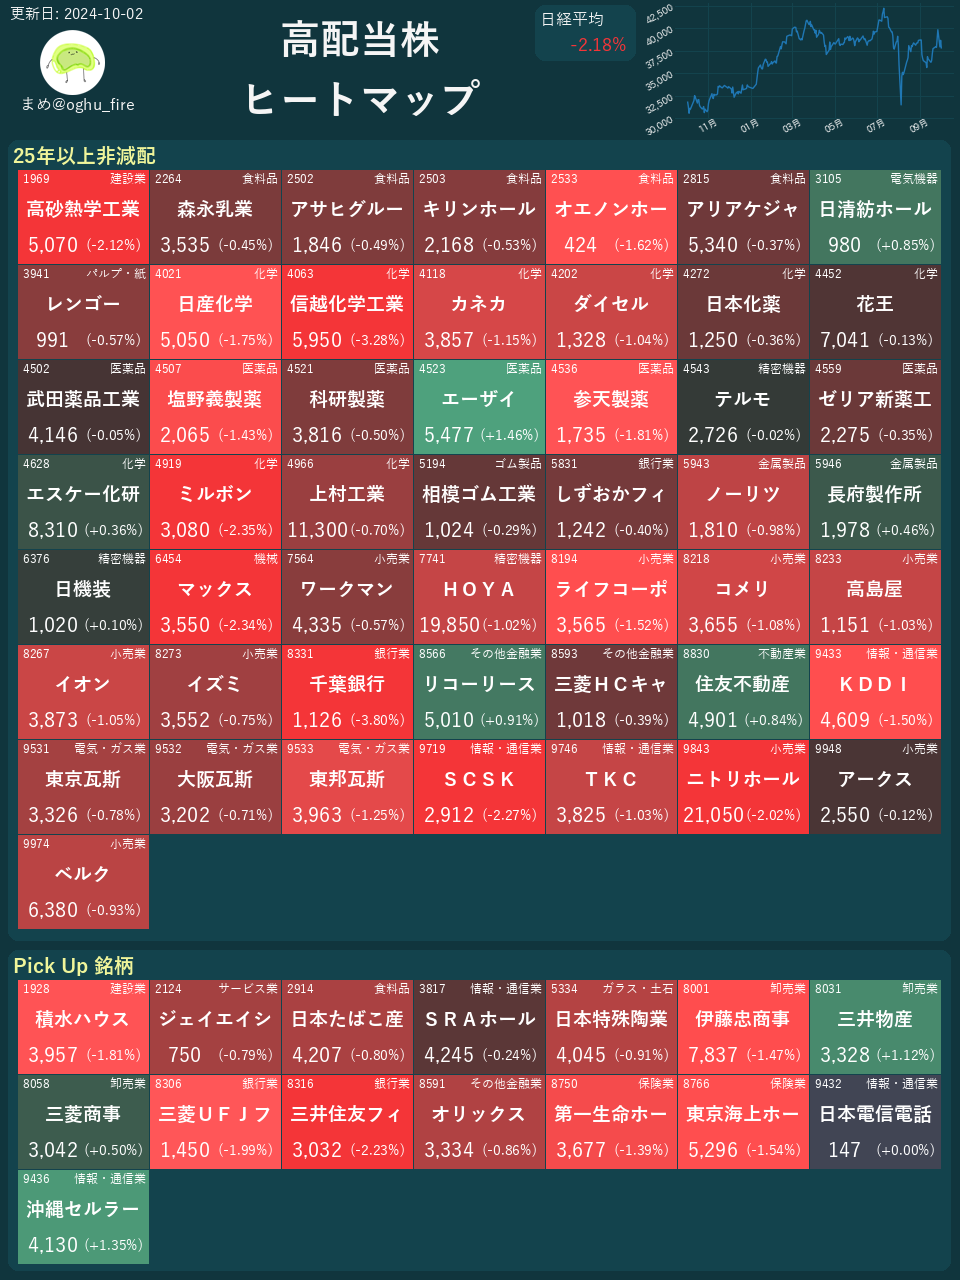 更新日: 2024-10-02
まめ@oghu_fire
高配当株
ヒートマップ
日経平均
-2.18%
42,500
40,000
37,500
35,000
32,500
30,000
11月 01月 03月 05月 07月 09月
25年以上非減配
1969 建設業 2264 食料品 2502 食料品 2503 食料品 2533 食料品 2815 食料品 3105 電気機器
高砂熱学工業 森永乳業 アサヒグルー キリンホール オエノンホー アリアケジャ 日清紡ホール
5,070 (-2.12%) 3,535 (-0.45%) 1,846 (-0.49%) 2,168 (-0.53%) 424 (-1.62%) 5,340 (-0.37%) 980 (+0.85%)
3941 パルプ・紙 4021 化学 4063 化学 4118 化学 4202 化学 4272 化学 4452 化学
レンゴー 日産化学 信越化学工業 カネカ ダイセル 日本化薬 花王
991 (-0.57%) 5,050 (-1.75%) 5,950 (-3.28%) 3,857 (-1.15%) 1,328 (-1.04%) 1,250 (-0.36%) 7,041 (-0.13%)
4502 医薬品 4507 医薬品 4521 医薬品 4523 医薬品 4536 医薬品 4543 精密機器 4559 医薬品
武田薬品工業 塩野義製薬 科研製薬 エーザイ 参天製薬 テルモ ゼリア新薬工
4,146 (-0.05%) 2,065 (-1.43%) 3,816 (-0.50%) 5,477 (+1.46%) 1,735 (-1.81%) 2,726 (-0.02%) 2,275 (-0.35%)
4628 化学 4919 化学 4966 化学 5194 ゴム製品 5831 銀行業 5943 金属製品 5946 金属製品
エスケー化研 ミルボン 上村工業 相模ゴム工業 しずおかフィ ノーリツ 長府製作所
8,310 (+0.36%) 3,080 (-2.35%) 11,300 (-0.70%) 1,024 (-0.29%) 1,242 (-0.40%) 1,810 (-0.98%) 1,978 (+0.46%)
6376 精密機器 6454 機械 7564 小売業 7741 精密機器 8194 小売業 8218 小売業 8233 小売業
日機装 マックス ワークマン ＨＯＹＡ ライフコーポ コメリ 高島屋
1,020 (+0.10%) 3,550 (-2.34%) 4,335 (-0.57%) 19,850 (-1.02%) 3,565 (-1.52%) 3,655 (-1.08%) 1,151 (-1.03%)
8267 小売業 8273 小売業 8331 銀行業 8566 その他金融業 8593 その他金融業 8830 不動産業 9433 情報・通信業
イオン イズミ 千葉銀行 リコーリース 三菱ＨＣキャ 住友不動産 ＫＤＤＩ
3,873 (-1.05%) 3,552 (-0.75%) 1,126 (-3.80%) 5,010 (+0.91%) 1,018 (-0.39%) 4,901 (+0.84%) 4,609 (-1.50%)
9531 電気・ガス業 9532 電気・ガス業 9533 電気・ガス業 9719 情報・通信業 9746 情報・通信業 9843 小売業 9948 小売業
東京瓦斯 大阪瓦斯 東邦瓦斯 ＳＣＳＫ ＴＫＣ ニトリホール アークス
3,326 (-0.78%) 3,202 (-0.71%) 3,963 (-1.25%) 2,912 (-2.27%) 3,825 (-1.03%) 21,050 (-2.02%) 2,550 (-0.12%)
9974 小売業
ベルク
6,380 (-0.93%)
Pick Up 銘柄
1928 建設業 2124 サービス業 2914 食料品 3817 情報・通信業 5334 ガラス・土石 8001 卸売業 8031 卸売業
積水ハウス ジェイエイシ 日本たばこ産 ＳＲＡホール 日本特殊陶業 伊藤忠商事 三井物産
3,957 (-1.81%) 750 (-0.79%) 4,207 (-0.80%) 4,245 (-0.24%) 4,045 (-0.91%) 7,837 (-1.47%) 3,328 (+1.12%)
8058 卸売業 8306 銀行業 8316 銀行業 8591 その他金融業 8750 保険業 8766 保険業 9432 情報・通信業
三菱商事 三菱ＵＦＪフ 三井住友フィ オリックス 第一生命ホー 東京海上ホー 日本電信電話
3,042 (+0.50%) 1,450 (-1.99%) 3,032 (-2.23%) 3,334 (-0.86%) 3,677 (-1.39%) 5,296 (-1.54%) 147 (+0.00%)
9436 情報・通信業
沖縄セルラー
4,130 (+1.35%)